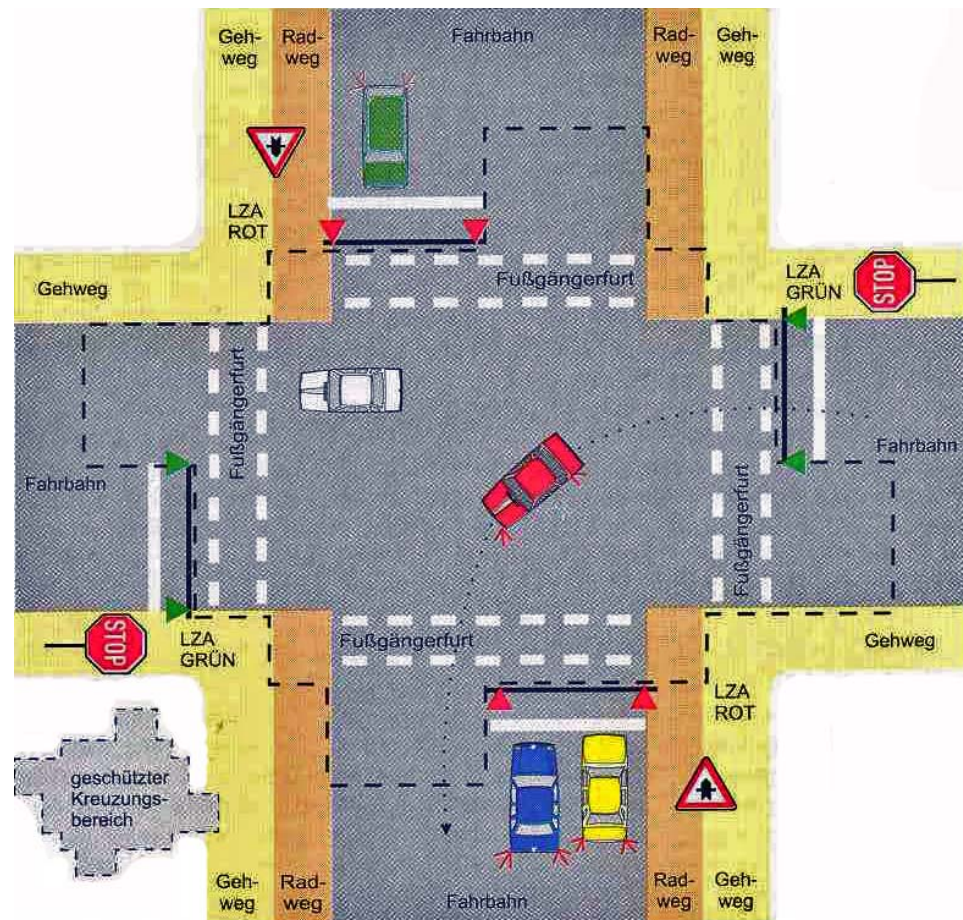 Geh-
weg
Rad-
weg
Fahrbahn
Rad-
weg
Geh-
weg
LZA
ROT
Gehweg
Fußgängerfurt
LZA
GRÜN
STOP
Fußgängerfurt
Fahrbahn
Fahrbahn
Fußgängerfurt
STOP
LZA
GRÜN
Fußgängerfurt
Gehweg
LZA
ROT
geschützter
Kreuzungs-
bereich
Geh-
weg
Rad-
weg
Fahrbahn
Rad-
weg
Geh-
weg